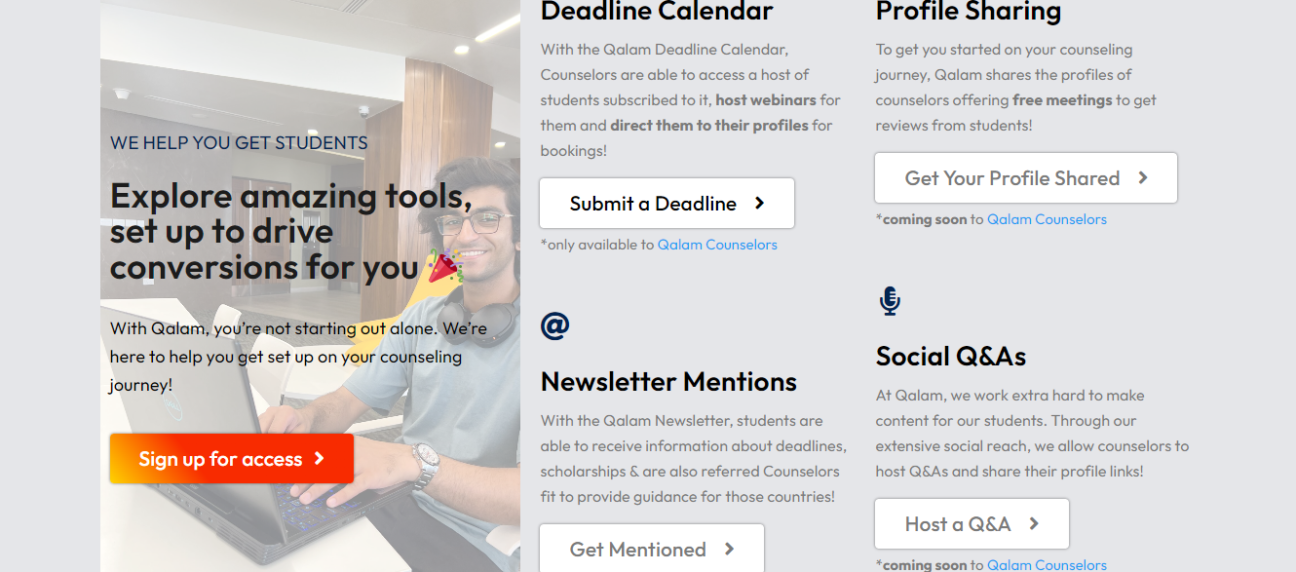 WE HELP YOU GET STUDENTS
Explore amazing tools,
set up to drive
conversions for you
With Qalam, you're not starting out alone. We're
here to help you get set up on your counseling
journey!
Sign up for access
Deadline Calendar
With the Qalam Deadline Calendar,
Counselors are able to access a host of
students subscribed to it, host webinars for
them and direct them to their profiles for
bookings!
Submit a Deadline
*only available to Qalam Counselors
@
Newsletter Mentions
With the Qalam Newsletter, students are
able to receive information about deadlines,
scholarships & are also referred Counselors
fit to provide guidance for those countries!
Get Mentioned
Profile Sharing
To get you started on your counseling
journey, Qalam shares the profiles of
counselors offering free meetings to get
reviews from students!
Get Your Profile Shared
*coming soon to Qalam Counselors
Social Q&As
At Qalam, we work extra hard to make
content for our students. Through our
extensive social reach, we allow counselors to
host Q&As and share their profile links!
Host a Q&A
*coming soon to Qalam Counselors